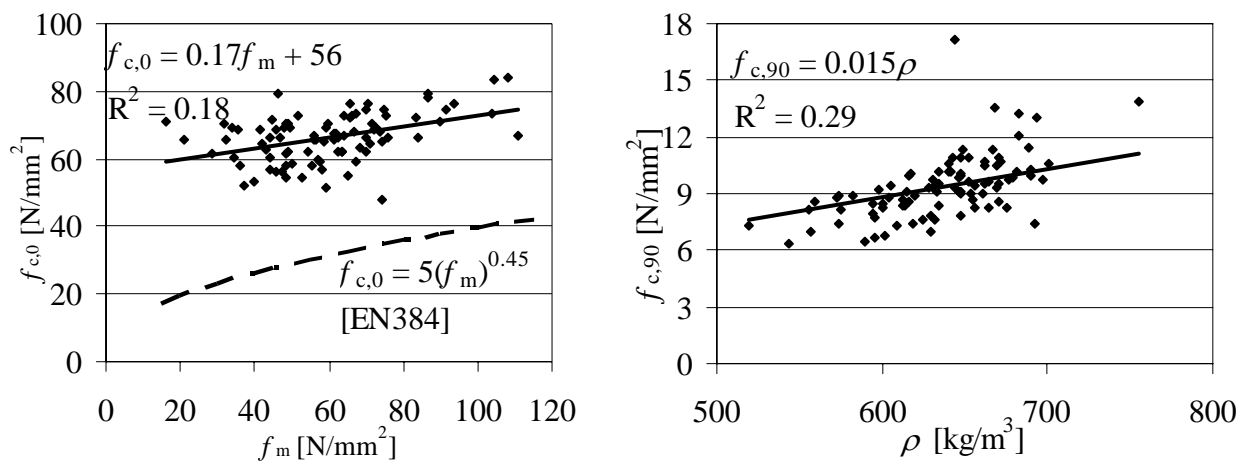 100
80
60
40
20
0
f c,0 [N/mm²]
f c,0 = 0.17f m + 56
R² = 0.18
f c,0 = 5(f m)^0.45
[EN384]
0 20 40 60 80 100 120
f m [N/mm²]
18
15
12
9
6
3
0
f c,90 [N/mm²]
f c,90 = 0.015ρ
R² = 0.29
500 600 700 800
ρ [kg/m³]